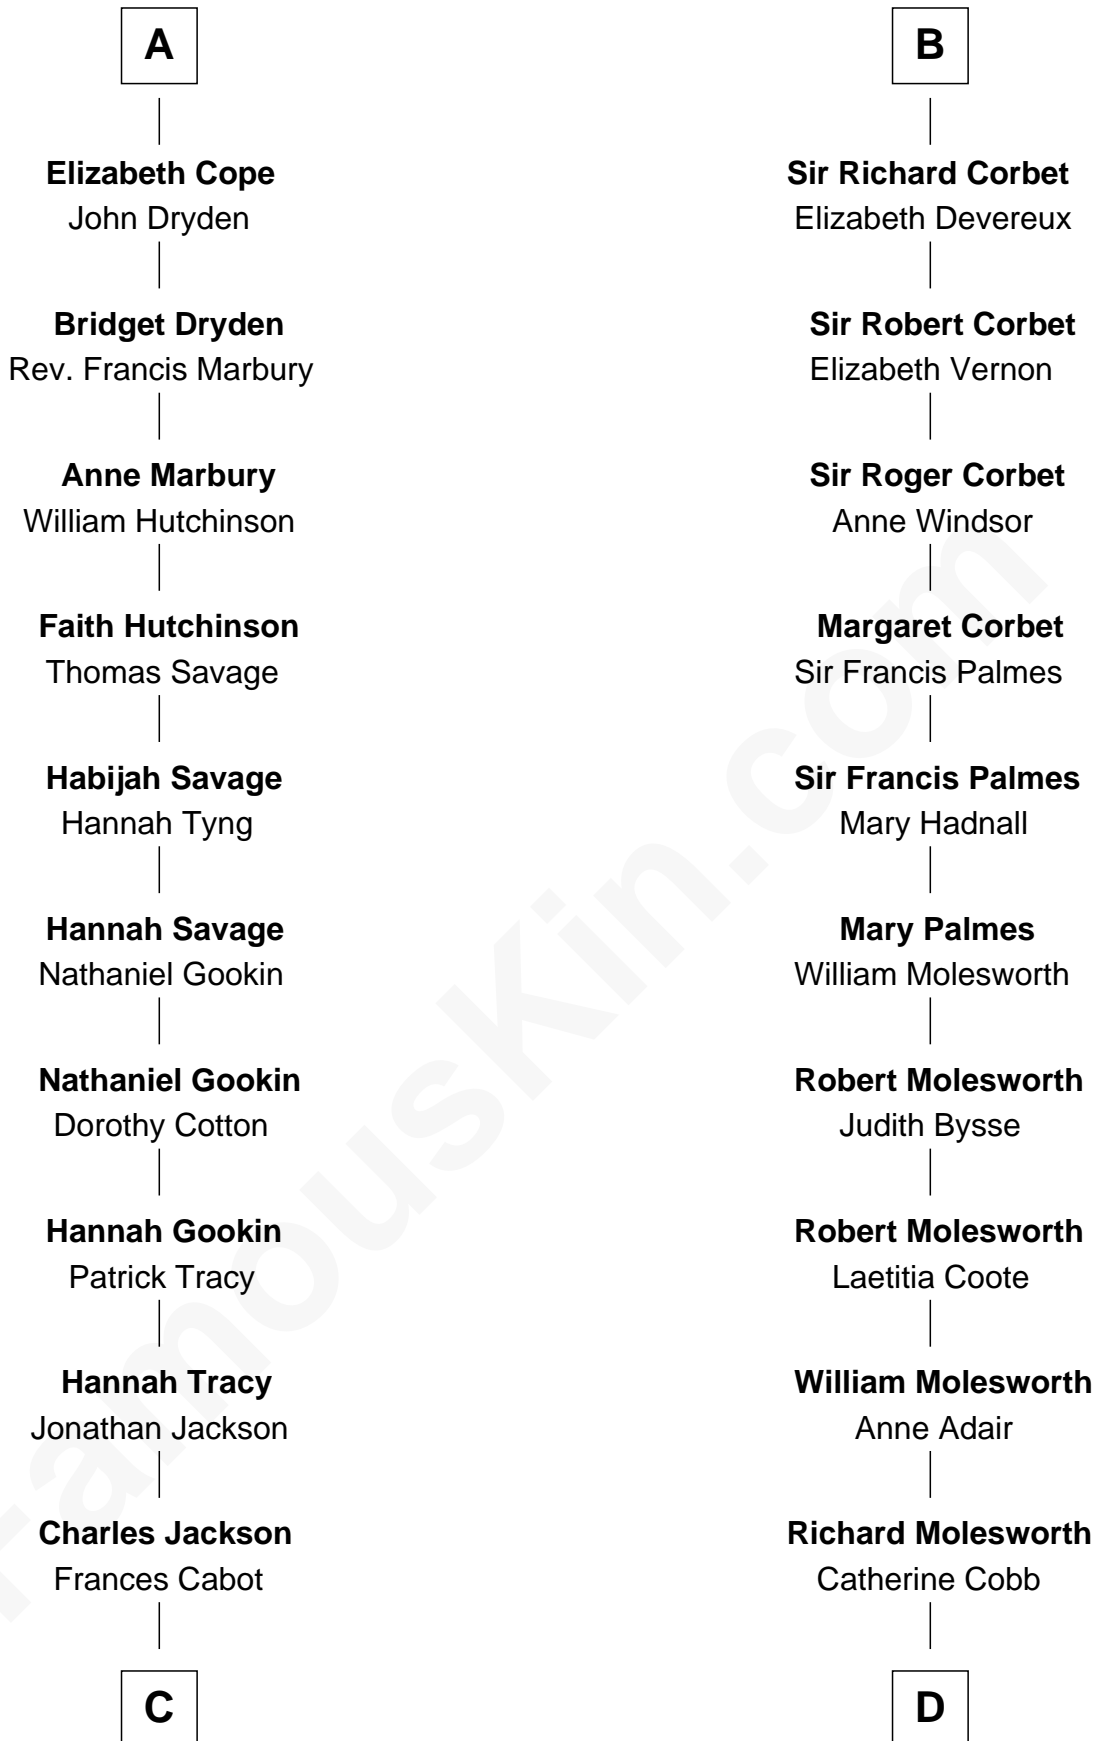 A
Elizabeth Cope
John Dryden
Bridget Dryden
Rev. Francis Marbury
Anne Marbury
William Hutchinson
Faith Hutchinson
Thomas Savage
Habijah Savage
Hannah Tyng
Hannah Savage
Nathaniel Gookin
Nathaniel Gookin
Dorothy Cotton
Hannah Gookin
Patrick Tracy
Hannah Tracy
Jonathan Jackson
Charles Jackson
Frances Cabot
C
B
Sir Richard Corbet
Elizabeth Devereux
Sir Robert Corbet
Elizabeth Vernon
Sir Roger Corbet
Anne Windsor
Margaret Corbet
Sir Francis Palmes
Sir Francis Palmes
Mary Hadnall
Mary Palmes
William Molesworth
Robert Molesworth
Judith Bysse
Robert Molesworth
Laetitia Coote
William Molesworth
Anne Adair
Richard Molesworth
Catherine Cobb
D
FamousKin.com